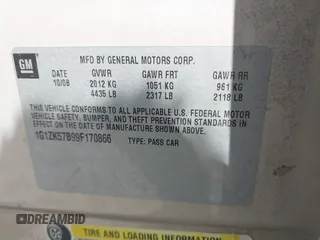 GM
MFD BY GENERAL MOTORS CORP.
DATE GVWR GAWR FRT GAWR RR
10/08 2012 KG 1051 KG 961 KG
4435 LB 2317 LB 2118 LB
THIS VEHICLE CONFORMS TO ALL APPLICABLE U.S. FEDERAL MOTOR
VEHICLE SAFETY, BUMPER, AND THEFT PREVENTION STANDARDS IN EFFECT
ON THE DATE OF MANUFACTURE SHOWN ABOVE.
1G1ZK57B99F170866 TYPE: PASS CAR
TIRE AND LOADING INFORMATION
AUTOBIDMASTER